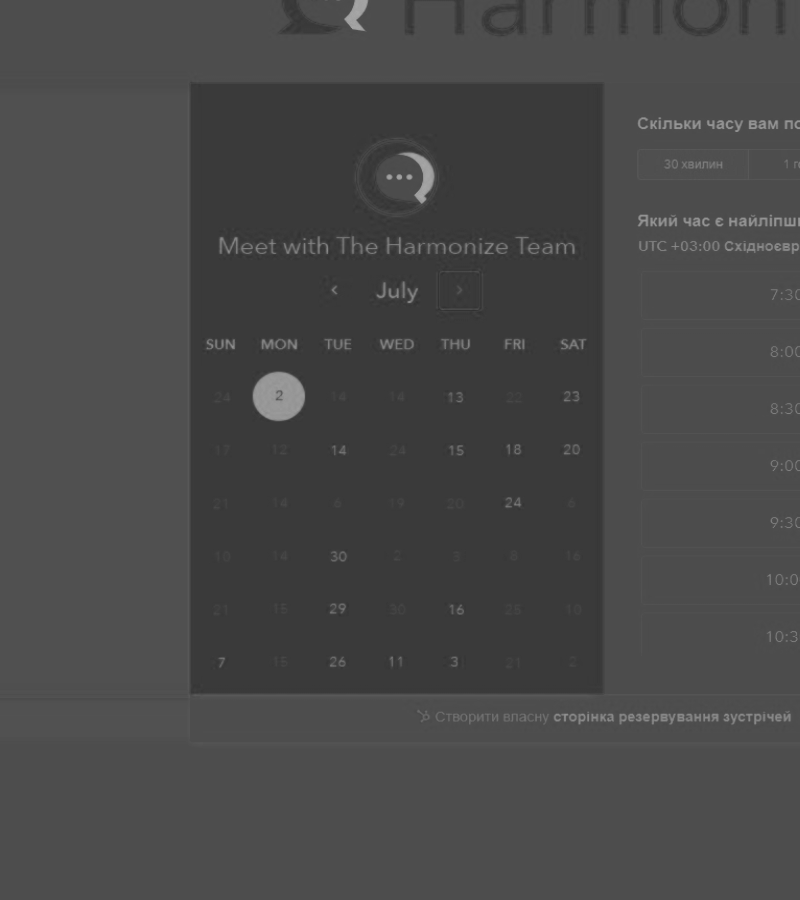 Harmon
Meet with The Harmonize Team
July
SUN MON TUE WED THU FRI SAT
24 2 14 14 13 23
17 12 14 24 15 18 20
21 14 6 19 20 24 6
10 14 30 2 8 16
21 15 29 30 16 10
7 15 26 11 3 21 2
Скільки часу вам по
30 хвилин 1 г
Який час є найліпш
UTC +03:00 Східноєвр
7:30
8:00
8:30
9:00
9:30
10:0
10:3
Створити власну сторінка резервування зустрічей